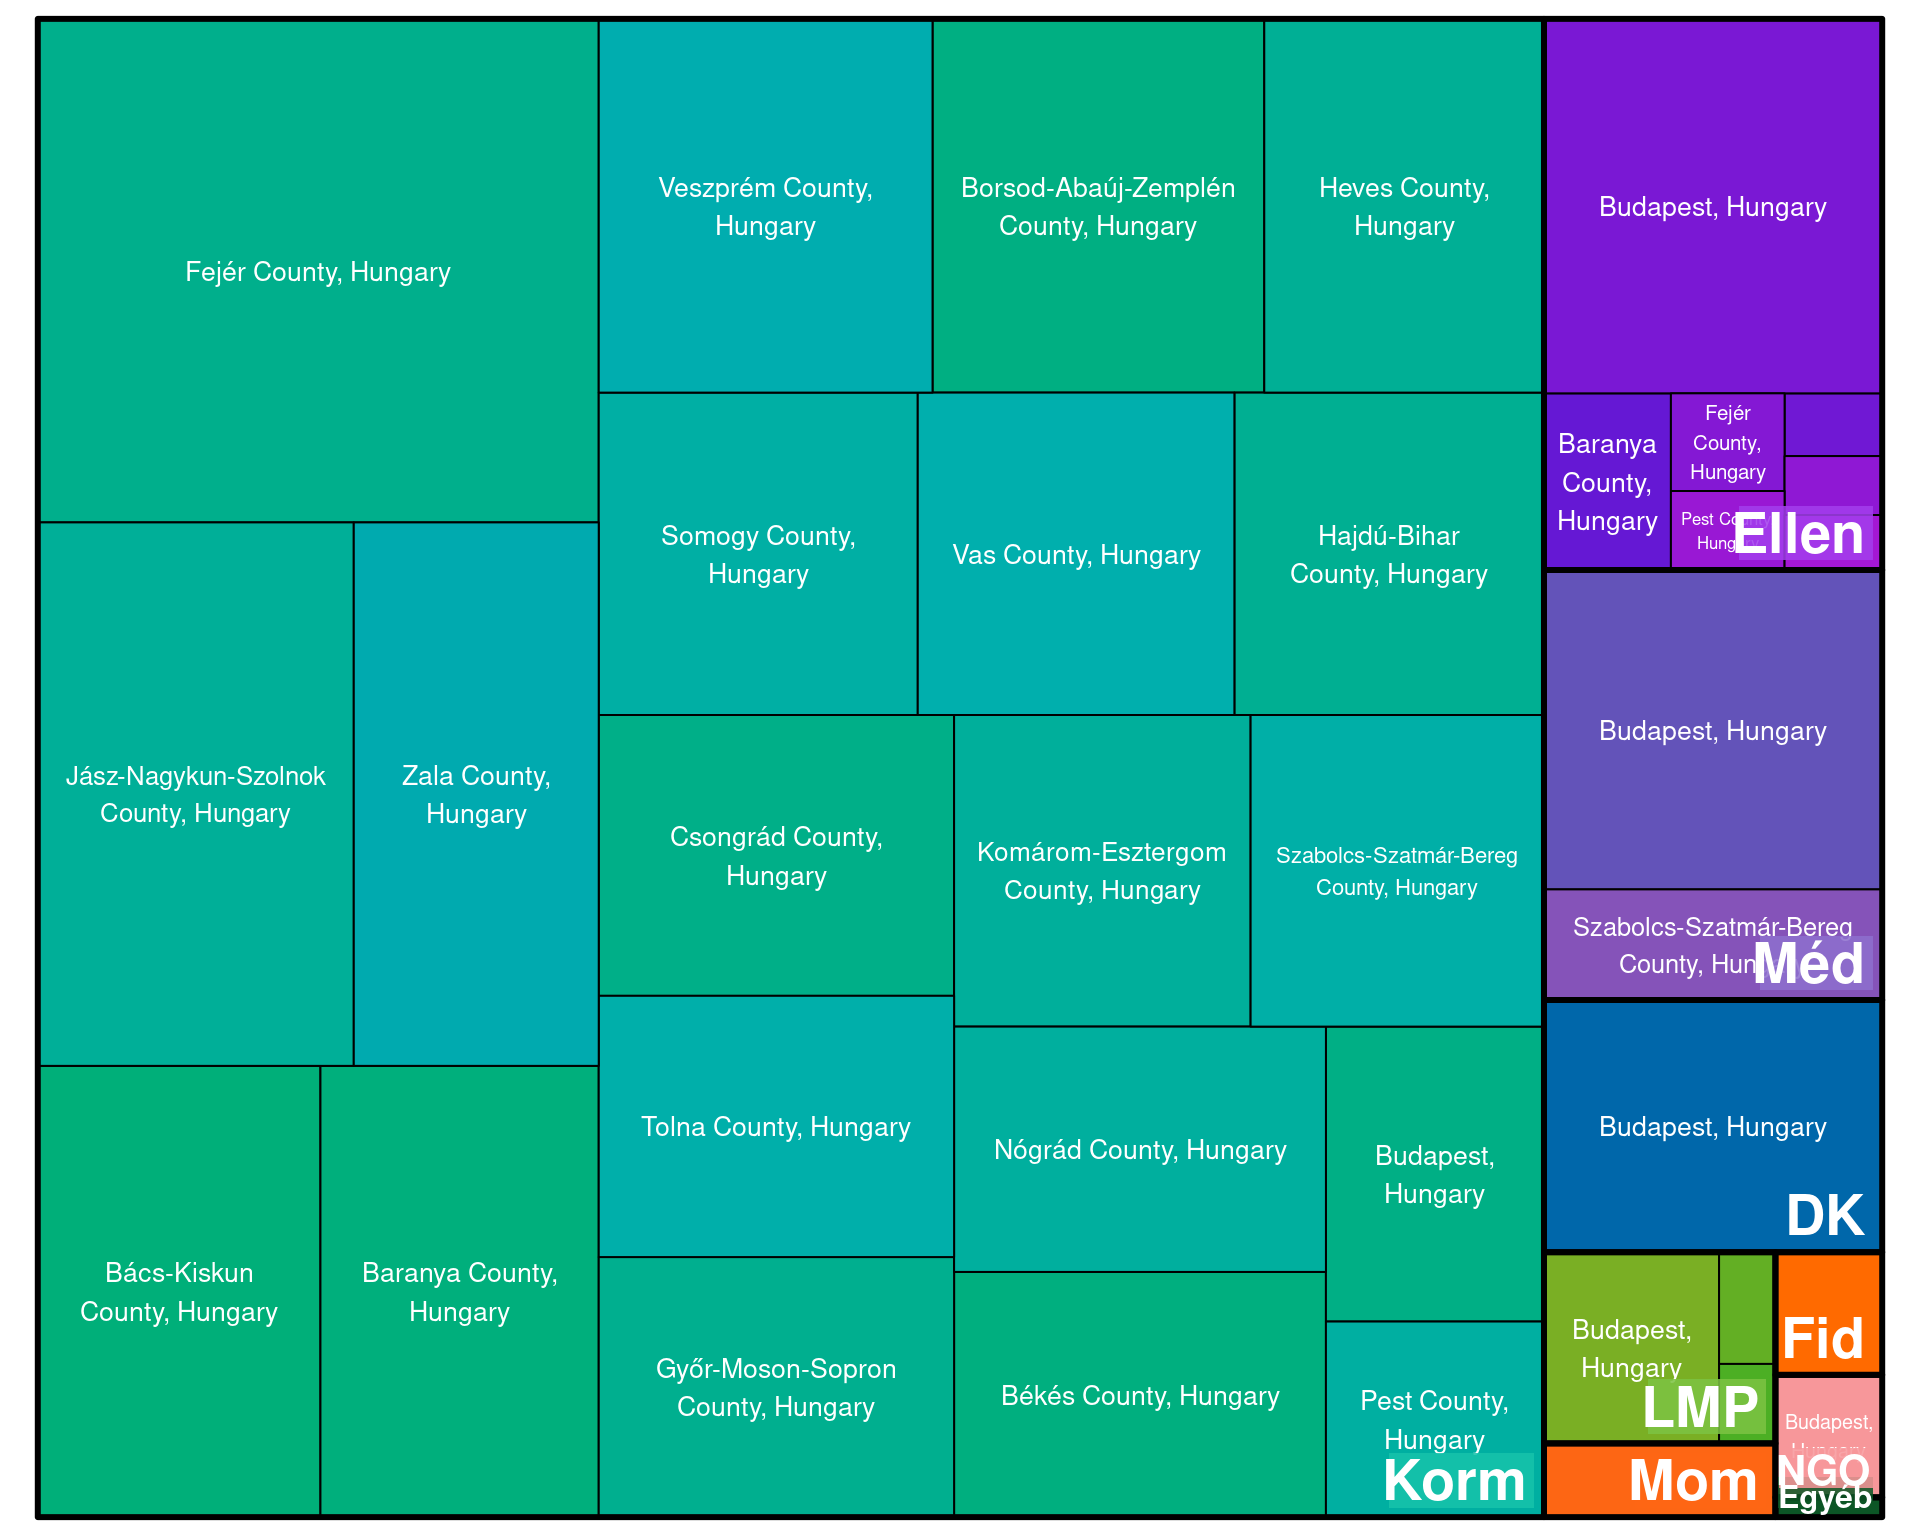 Fejér County, Hungary
Veszprém County,
Hungary
Borsod-Abaúj-Zemplén
County, Hungary
Heves County,
Hungary
Budapest, Hungary
Baranya
County,
Hungary
Fejér
County,
Hungary
Pest County,
Hungary
Ellen
Somogy County,
Hungary
Vas County, Hungary
Hajdú-Bihar
County, Hungary
Budapest, Hungary
Szabolcs-Szatmár-Bereg
County, Hungary
Méd
Jász-Nagykun-Szolnok
County, Hungary
Zala County,
Hungary
Csongrád County,
Hungary
Komárom-Esztergom
County, Hungary
Szabolcs-Szatmár-Bereg
County, Hungary
Budapest, Hungary
DK
Tolna County, Hungary
Nógrád County, Hungary
Budapest,
Hungary
Bács-Kiskun
County, Hungary
Baranya County,
Hungary
Győr-Moson-Sopron
County, Hungary
Békés County, Hungary
Pest County,
Hungary
Korm
Budapest,
Hungary
LMP
Fid
Mom
Budapest,
Hungary
NGO
Egyéb